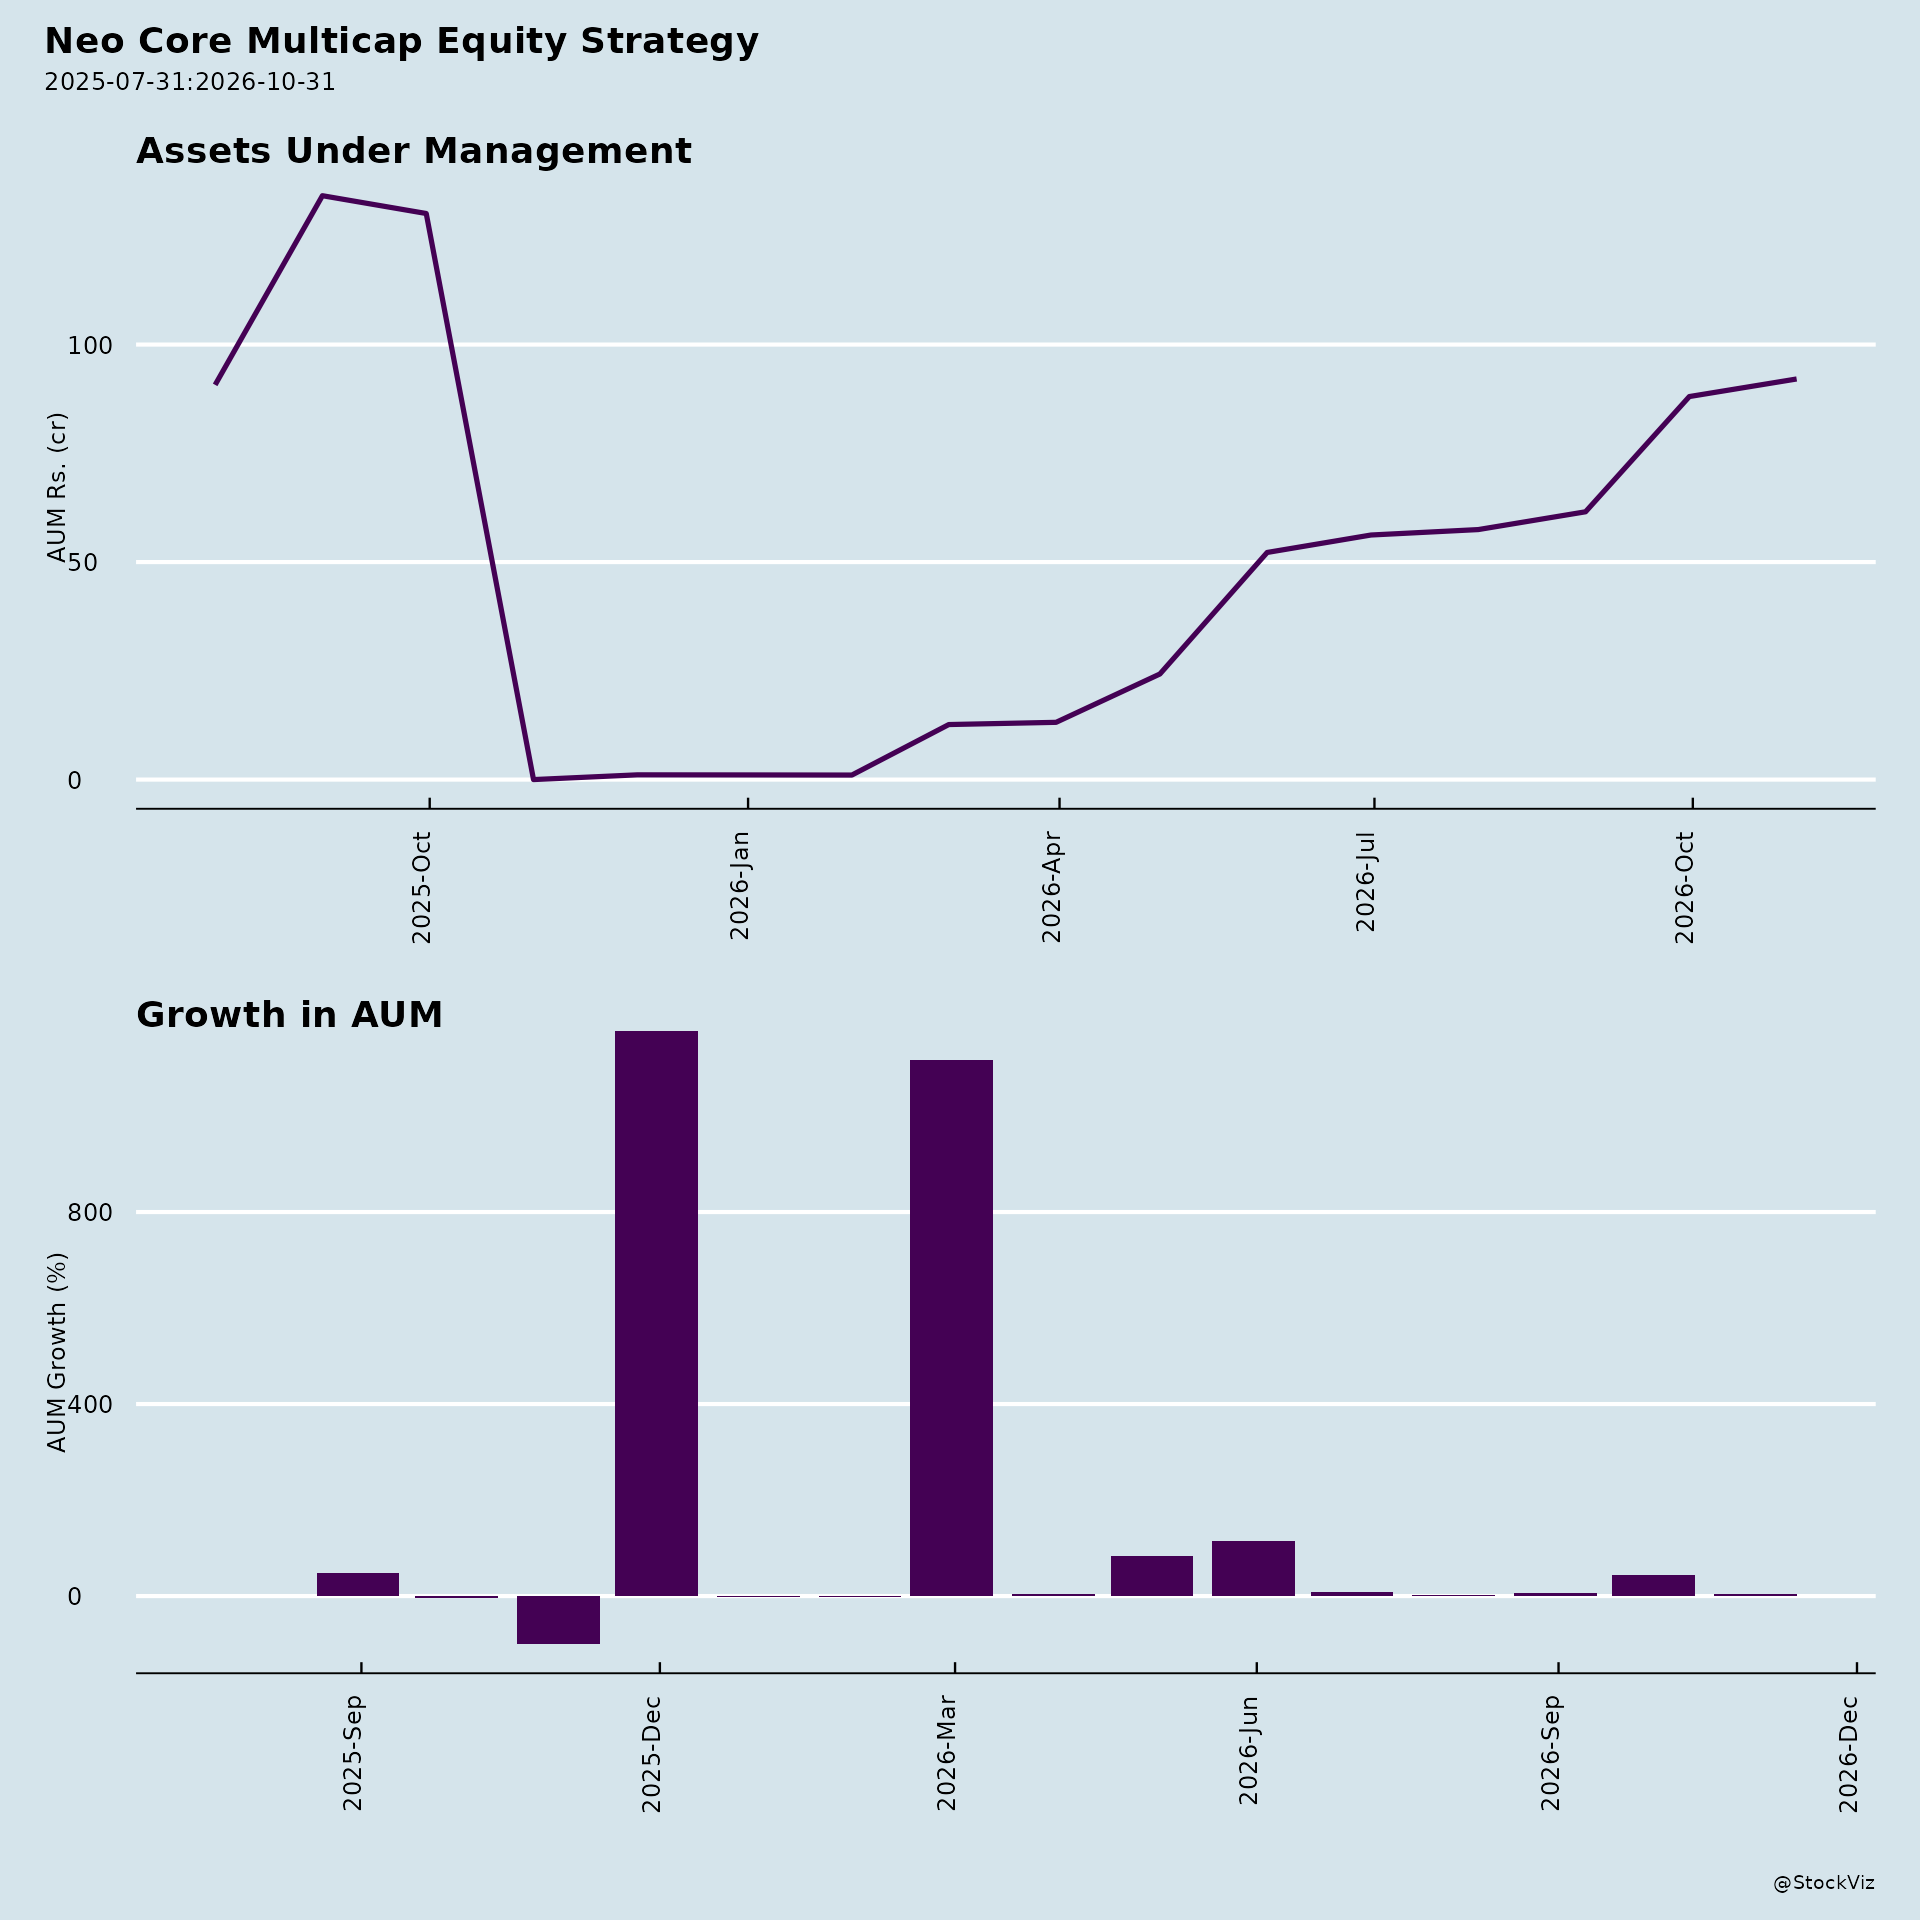 Neo Core Multicap Equity Strategy
2025-07-31:2026-10-31
Assets Under Management
AUM Rs. (cr)
100
50
0
2025-Oct
2026-Jan
2026-Apr
2026-Jul
2026-Oct
Growth in AUM
AUM Growth (%)
800
400
0
2025-Sep
2025-Dec
2026-Mar
2026-Jun
2026-Sep
2026-Dec
@StockViz